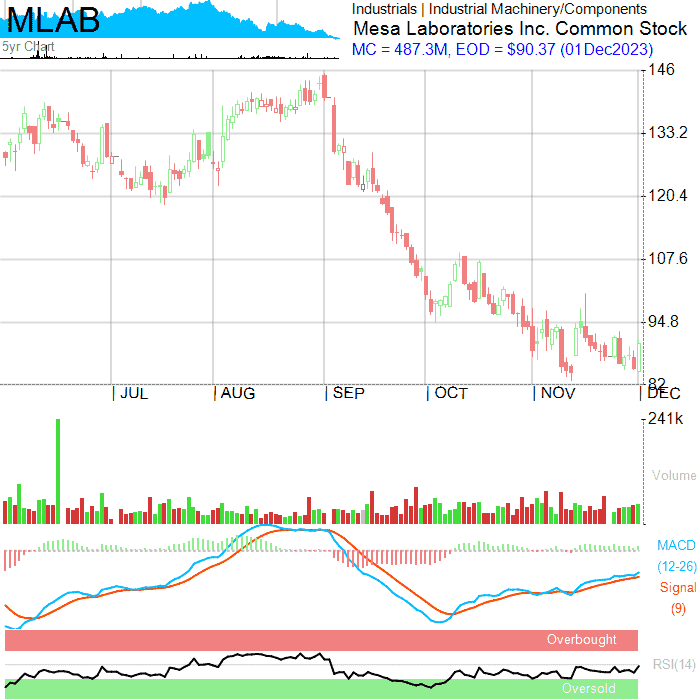 MLAB
5yr Chart
Industrials | Industrial Machinery/Components
Mesa Laboratories Inc. Common Stock
MC = 487.3M, EOD = $90.37 (01Dec2023)
146
133.2
120.4
107.6
94.8
82
| JUL | AUG | SEP | OCT | NOV | DEC
241k
Volume
MACD
(12-26)
Signal
(9)
Overbought
RSI(14)
Oversold